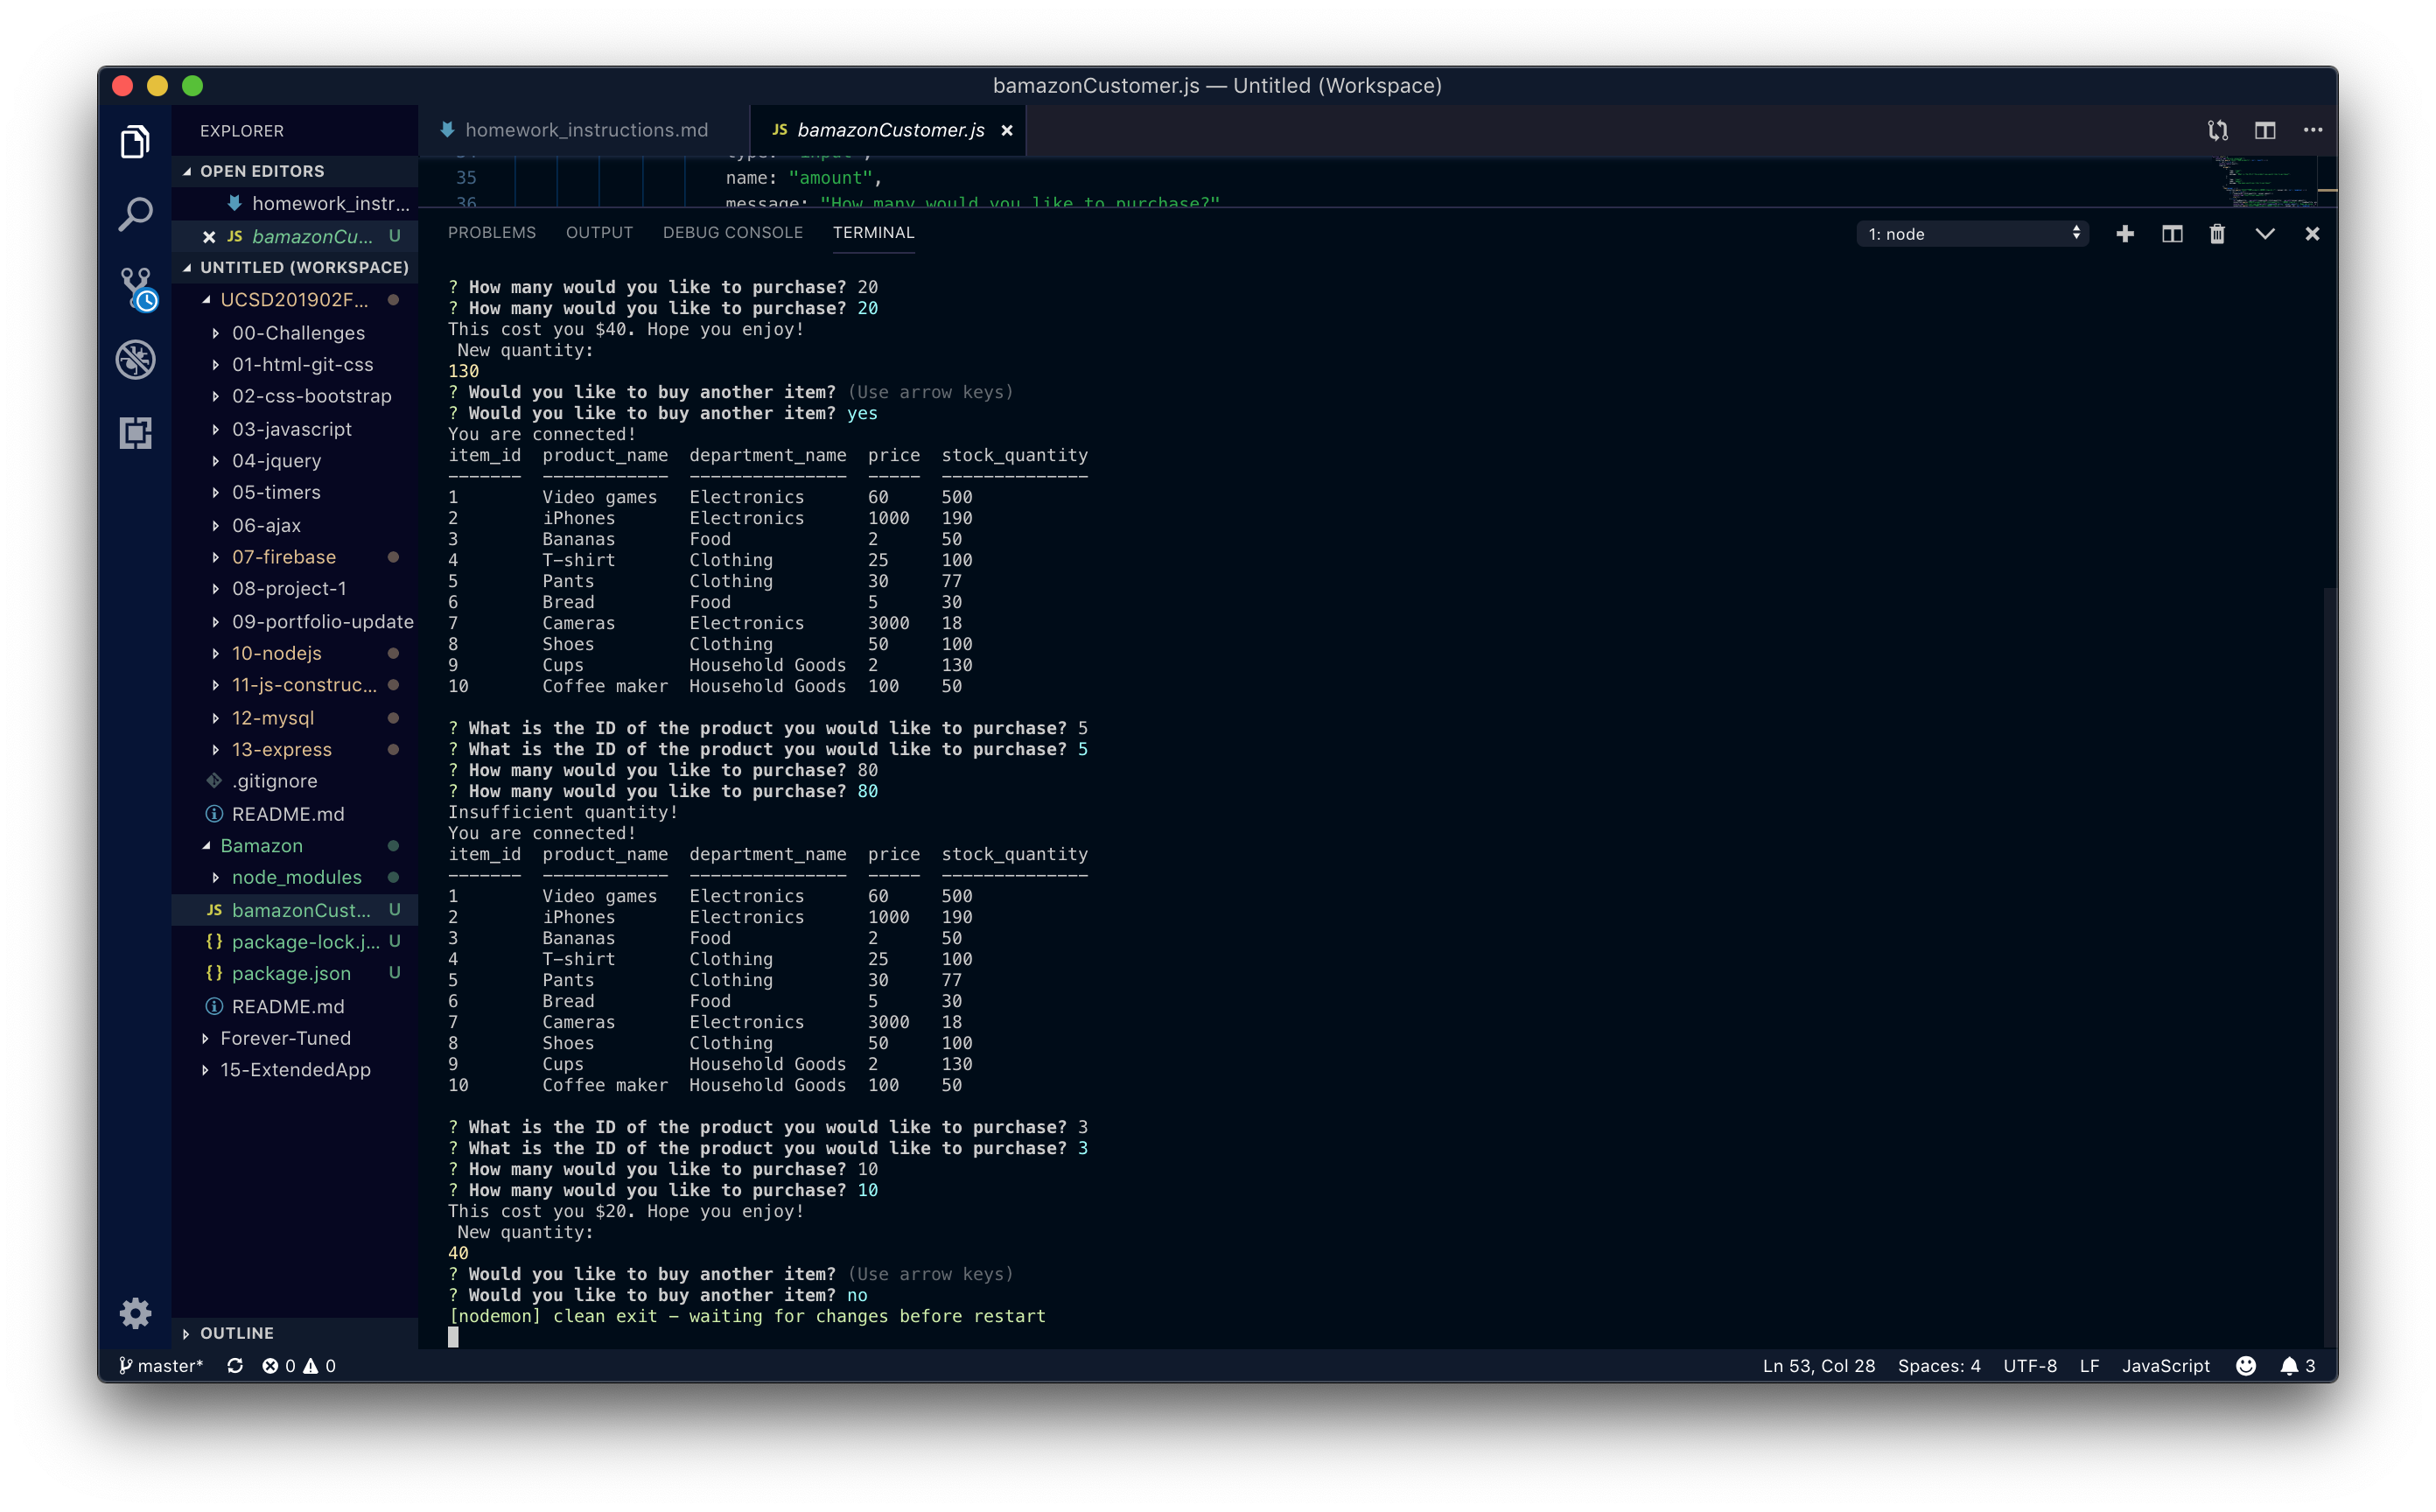 bamazonCustomer.js — Untitled (Workspace)
EXPLORER
OPEN EDITORS
homework_instr...
JS bamazonCu... U
UNTITLED (WORKSPACE)
UCSD201902F...
00-Challenges
01-html-git-css
02-css-bootstrap
03-javascript
04-jquery
05-timers
06-ajax
07-firebase
08-project-1
09-portfolio-update
10-nodejs
11-js-construc...
12-mysql
13-express
.gitignore
README.md
Bamazon
node_modules
JS bamazonCust... U
{} package-lock.j... U
{} package.json U
README.md
Forever-Tuned
15-ExtendedApp
OUTLINE
homework_instructions.md
JS bamazonCustomer.js
type: "input",
35 name: "amount",
36 message: "How many would you like to purchase?"
PROBLEMS OUTPUT DEBUG CONSOLE TERMINAL
1: node
? How many would you like to purchase? 20
? How many would you like to purchase? 20
This cost you $40. Hope you enjoy!
New quantity:
130
? Would you like to buy another item? (Use arrow keys)
? Would you like to buy another item? yes
You are connected!
item_id product_name department_name price stock_quantity
------- ------------ --------------- ----- --------------
1 Video games Electronics 60 500
2 iPhones Electronics 1000 190
3 Bananas Food 2 50
4 T-shirt Clothing 25 100
5 Pants Clothing 30 77
6 Bread Food 5 30
7 Cameras Electronics 3000 18
8 Shoes Clothing 50 100
9 Cups Household Goods 2 130
10 Coffee maker Household Goods 100 50
? What is the ID of the product you would like to purchase? 5
? What is the ID of the product you would like to purchase? 5
? How many would you like to purchase? 80
? How many would you like to purchase? 80
Insufficient quantity!
You are connected!
item_id product_name department_name price stock_quantity
------- ------------ --------------- ----- --------------
1 Video games Electronics 60 500
2 iPhones Electronics 1000 190
3 Bananas Food 2 50
4 T-shirt Clothing 25 100
5 Pants Clothing 30 77
6 Bread Food 5 30
7 Cameras Electronics 3000 18
8 Shoes Clothing 50 100
9 Cups Household Goods 2 130
10 Coffee maker Household Goods 100 50
? What is the ID of the product you would like to purchase? 3
? What is the ID of the product you would like to purchase? 3
? How many would you like to purchase? 10
? How many would you like to purchase? 10
This cost you $20. Hope you enjoy!
New quantity:
40
? Would you like to buy another item? (Use arrow keys)
? Would you like to buy another item? no
[nodemon] clean exit - waiting for changes before restart
master* 0 0
Ln 53, Col 28 Spaces: 4 UTF-8 LF JavaScript 3